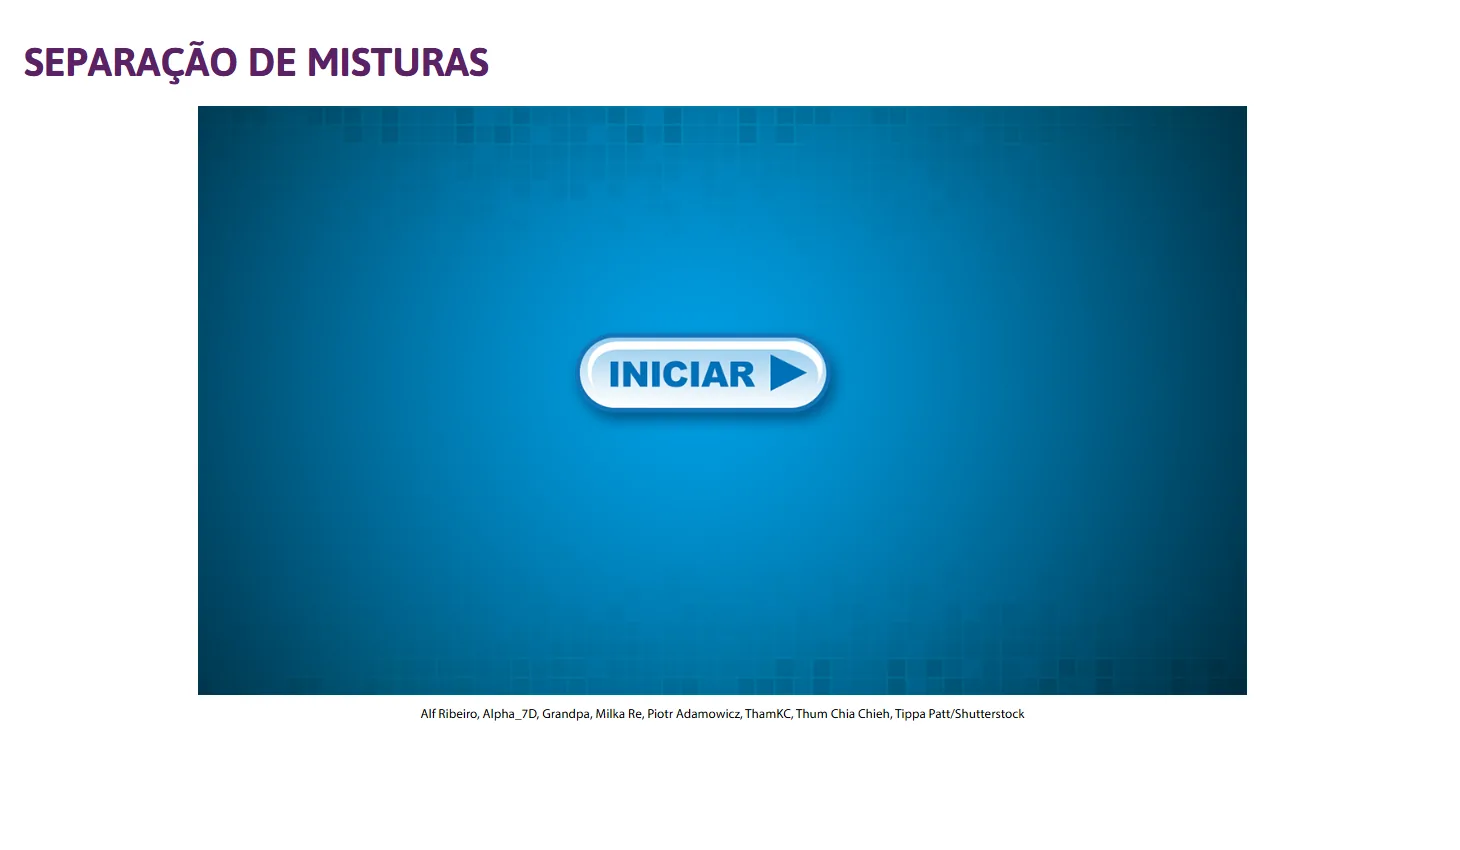 SEPARAÇÃO DE MISTURAS
INICIAR
Alf Ribeiro, Alpha_7D, Grandpa, Milka Re, Piotr Adamowicz, ThamKC, Thum Chia Chieh, Tippa Patt/Shutterstock